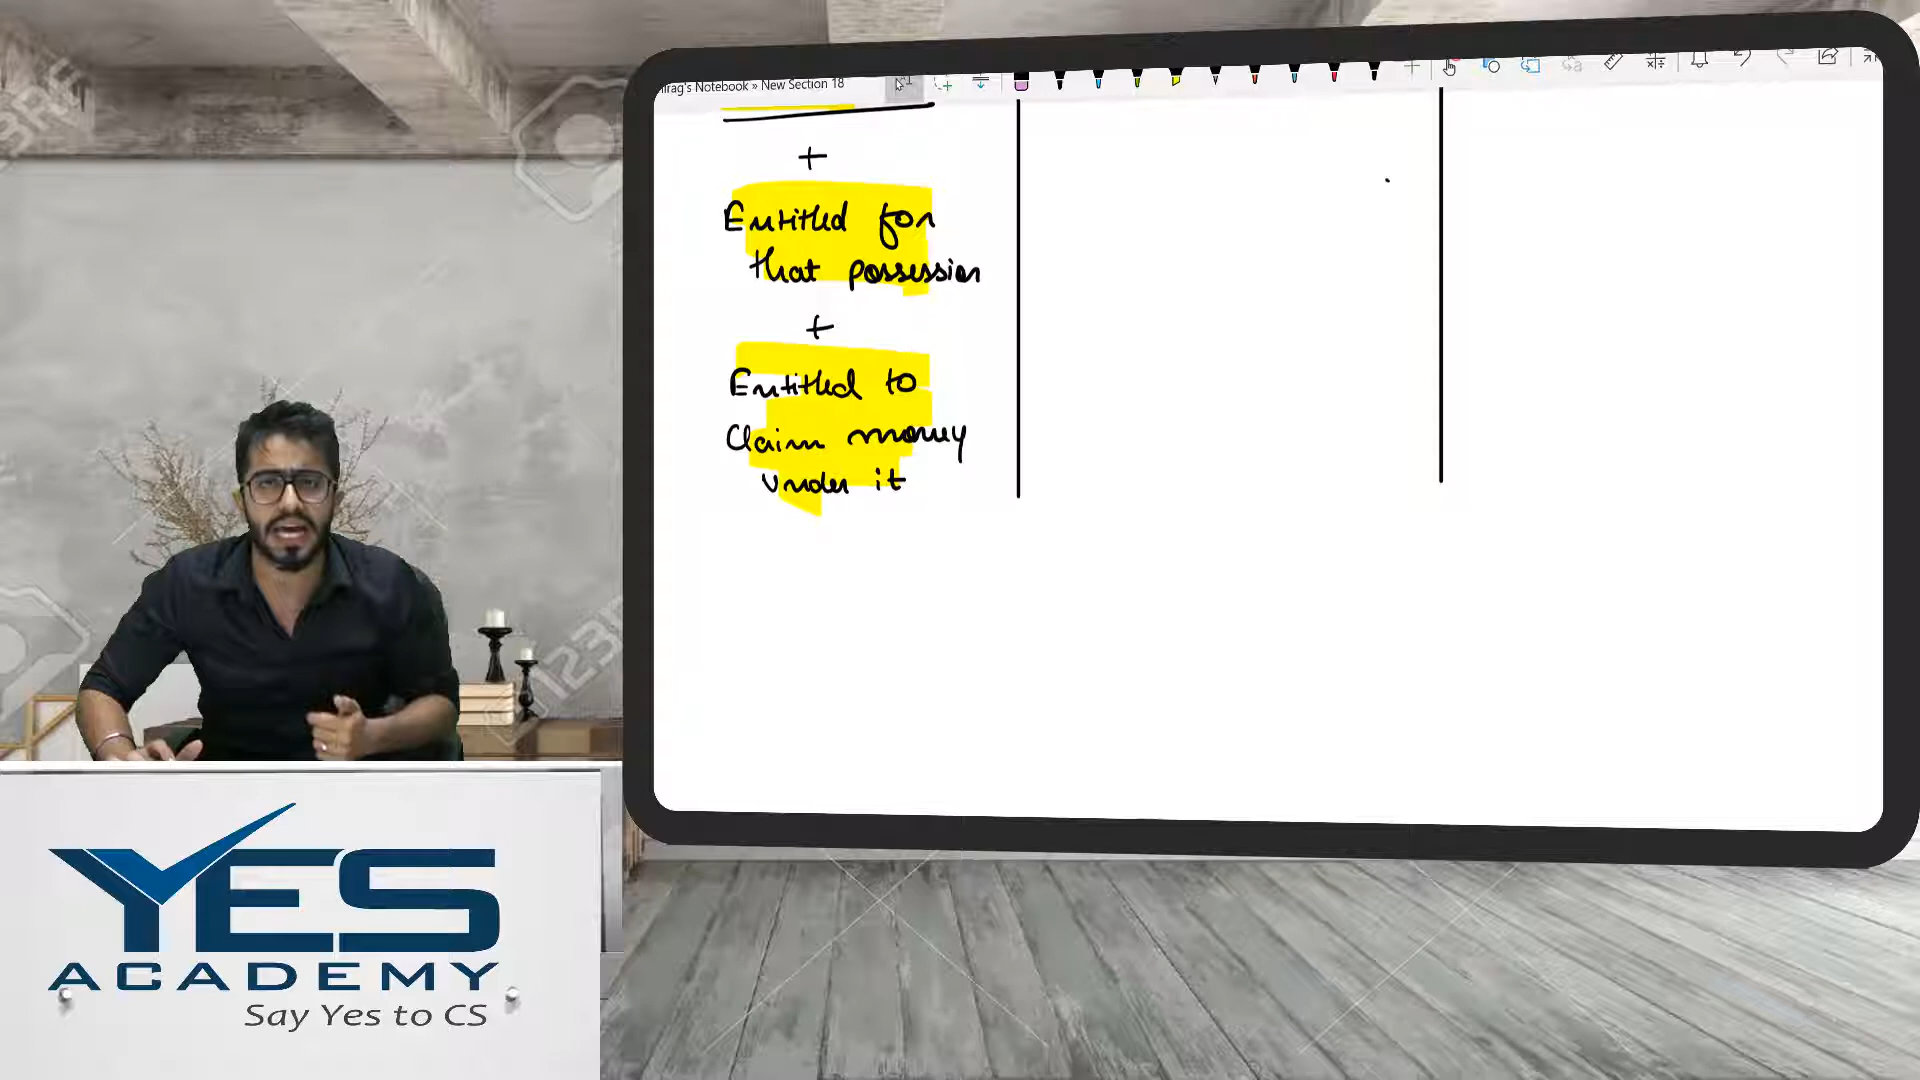 irag's Notebook » New Section 18
+
Entitled for
that possession
+
Entitled to
Claim money
under it
YES
ACADEMY
Say Yes to CS
123RF